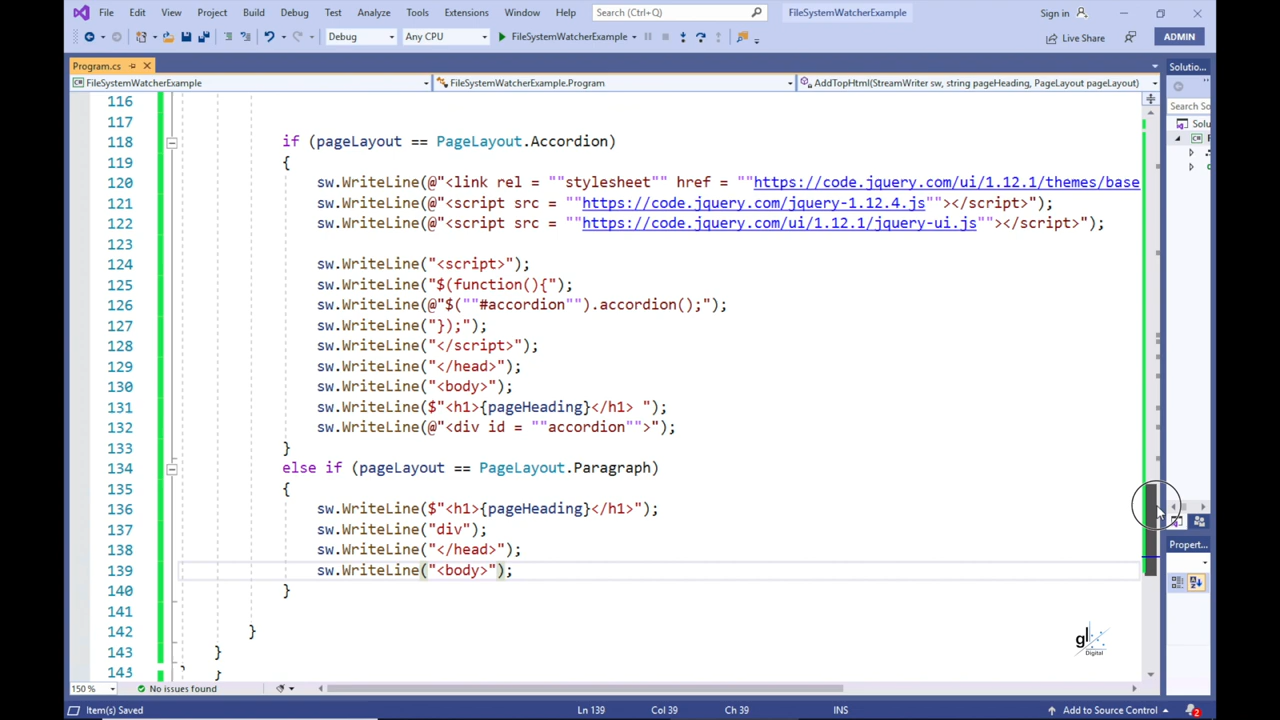 File Edit View Project Build Debug Test Analyze Tools Extensions Window Help Search (Ctrl+Q) FileSystemWatcherExample Sign in
Debug Any CPU FileSystemWatcherExample Live Share ADMIN
Program.cs Solutio...
FileSystemWatcherExample FileSystemWatcherExample.Program AddTopHtml(StreamWriter sw, string pageHeading, PageLayout pageLayout)
116
117
118 if (pageLayout == PageLayout.Accordion)
119 {
120 sw.WriteLine(@"<link rel = ""stylesheet"" href = ""https://code.jquery.com/ui/1.12.1/themes/base
121 sw.WriteLine(@"<script src = ""https://code.jquery.com/jquery-1.12.4.js""></script>");
122 sw.WriteLine(@"<script src = ""https://code.jquery.com/ui/1.12.1/jquery-ui.js""></script>");
123
124 sw.WriteLine("<script>");
125 sw.WriteLine("$(function(){");
126 sw.WriteLine(@"$(""#accordion"").accordion();");
127 sw.WriteLine("});");
128 sw.WriteLine("</script>");
129 sw.WriteLine("</head>");
130 sw.WriteLine("<body>");
131 sw.WriteLine($"<h1>{pageHeading}</h1> ");
132 sw.WriteLine(@"<div id = ""accordion"">");
133 }
134 else if (pageLayout == PageLayout.Paragraph)
135 {
136 sw.WriteLine($"<h1>{pageHeading}</h1>");
137 sw.WriteLine("div");
138 sw.WriteLine("</head>");
139 sw.WriteLine("<body>");
140 }
141
142 }
143 }
Search So
Solu
Propert...
gl Digital
150 % No issues found
Item(s) Saved Ln 139 Col 39 Ch 39 INS Add to Source Control 2